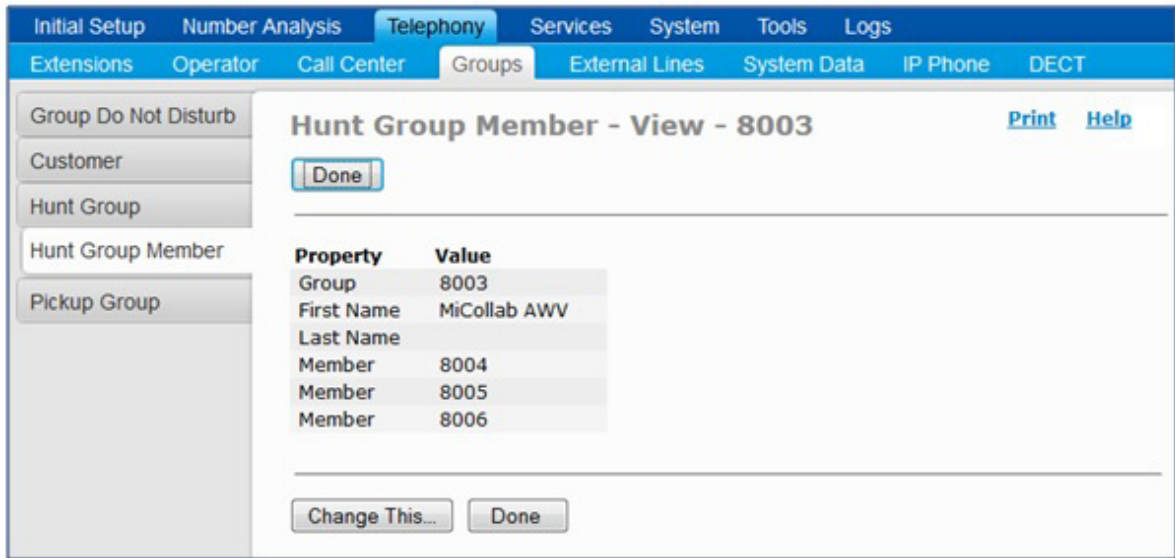 Initial Setup Number Analysis Telephony Services System Tools Logs
Extensions Operator Call Center Groups External Lines System Data IP Phone DECT
Group Do Not Disturb
Customer
Hunt Group
Hunt Group Member
Pickup Group
Hunt Group Member - View - 8003
Print Help
Done
Property Value
Group 8003
First Name MiCollab AWV
Last Name
Member 8004
Member 8005
Member 8006
Change This... Done